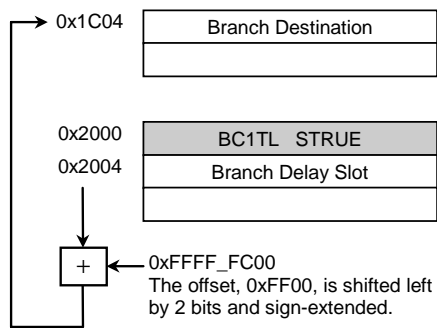 0x1C04 Branch Destination
0x2000 BC1TL STRUE
0x2004 Branch Delay Slot
+
0xFFFF_FC00
The offset, 0xFF00, is shifted left
by 2 bits and sign-extended.